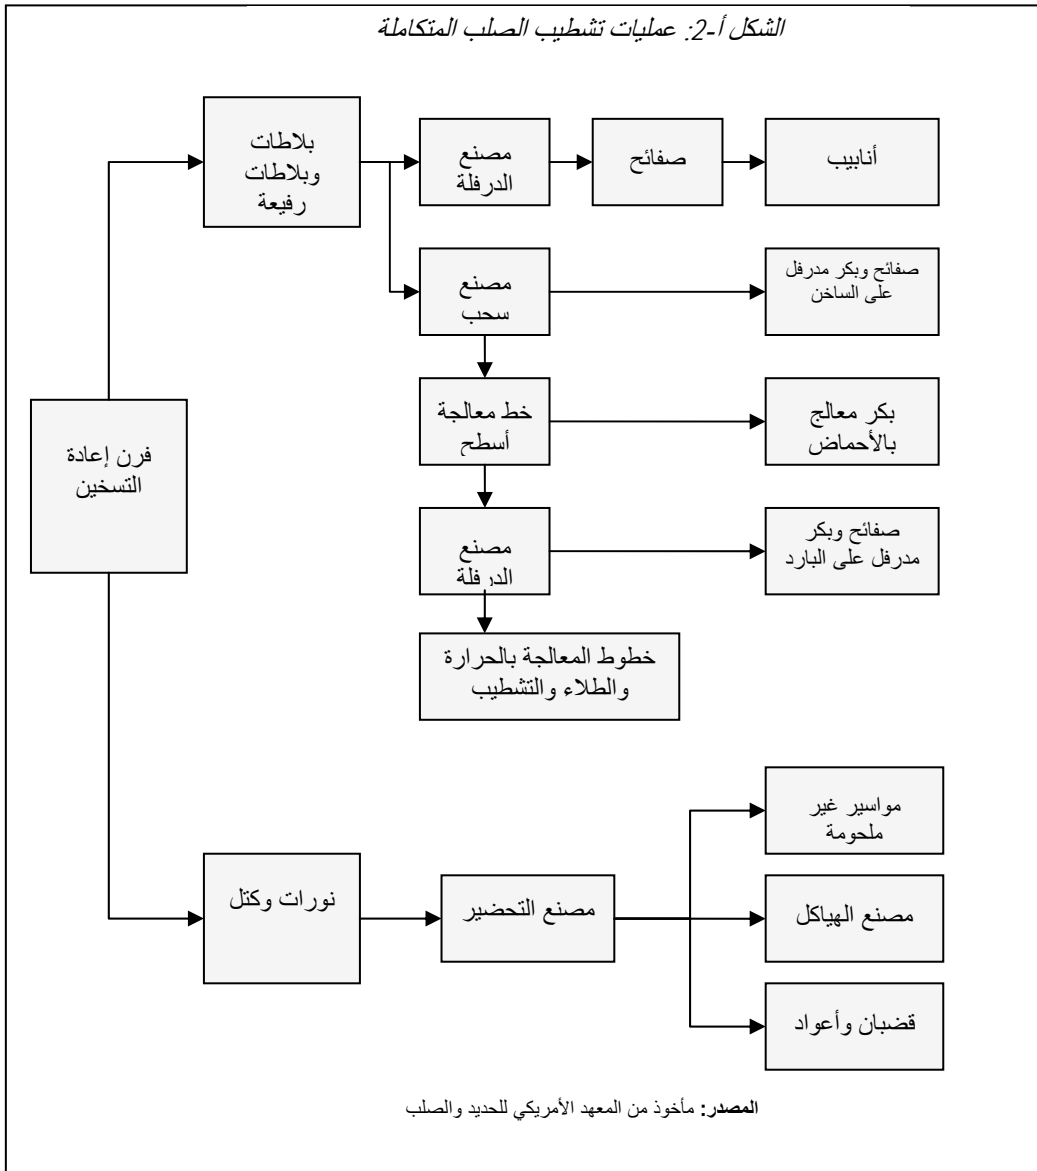 الشكل أ-2: عمليات تشطيب الصلب المتكاملة
بلاطات
وبلاطات
رفيعة
مصنع
الدرفلة
صفائح
أنابيب
مصنع
سحب
صفائح وبكر مدرفل
على الساخن
خط معالجة
أسطح
بكر معالج
بالأحماض
فرن إعادة
التسخين
مصنع
الدرفلة
صفائح وبكر
مدرفل على البارد
خطوط المعالجة بالحرارة
والطلاء والتشطيب
مواسير غير
ملحومة
نورات وكتل
مصنع التحضير
مصنع الهياكل
قضبان وأعواد
المصدر: مأخوذ من المعهد الأمريكي للحديد والصلب